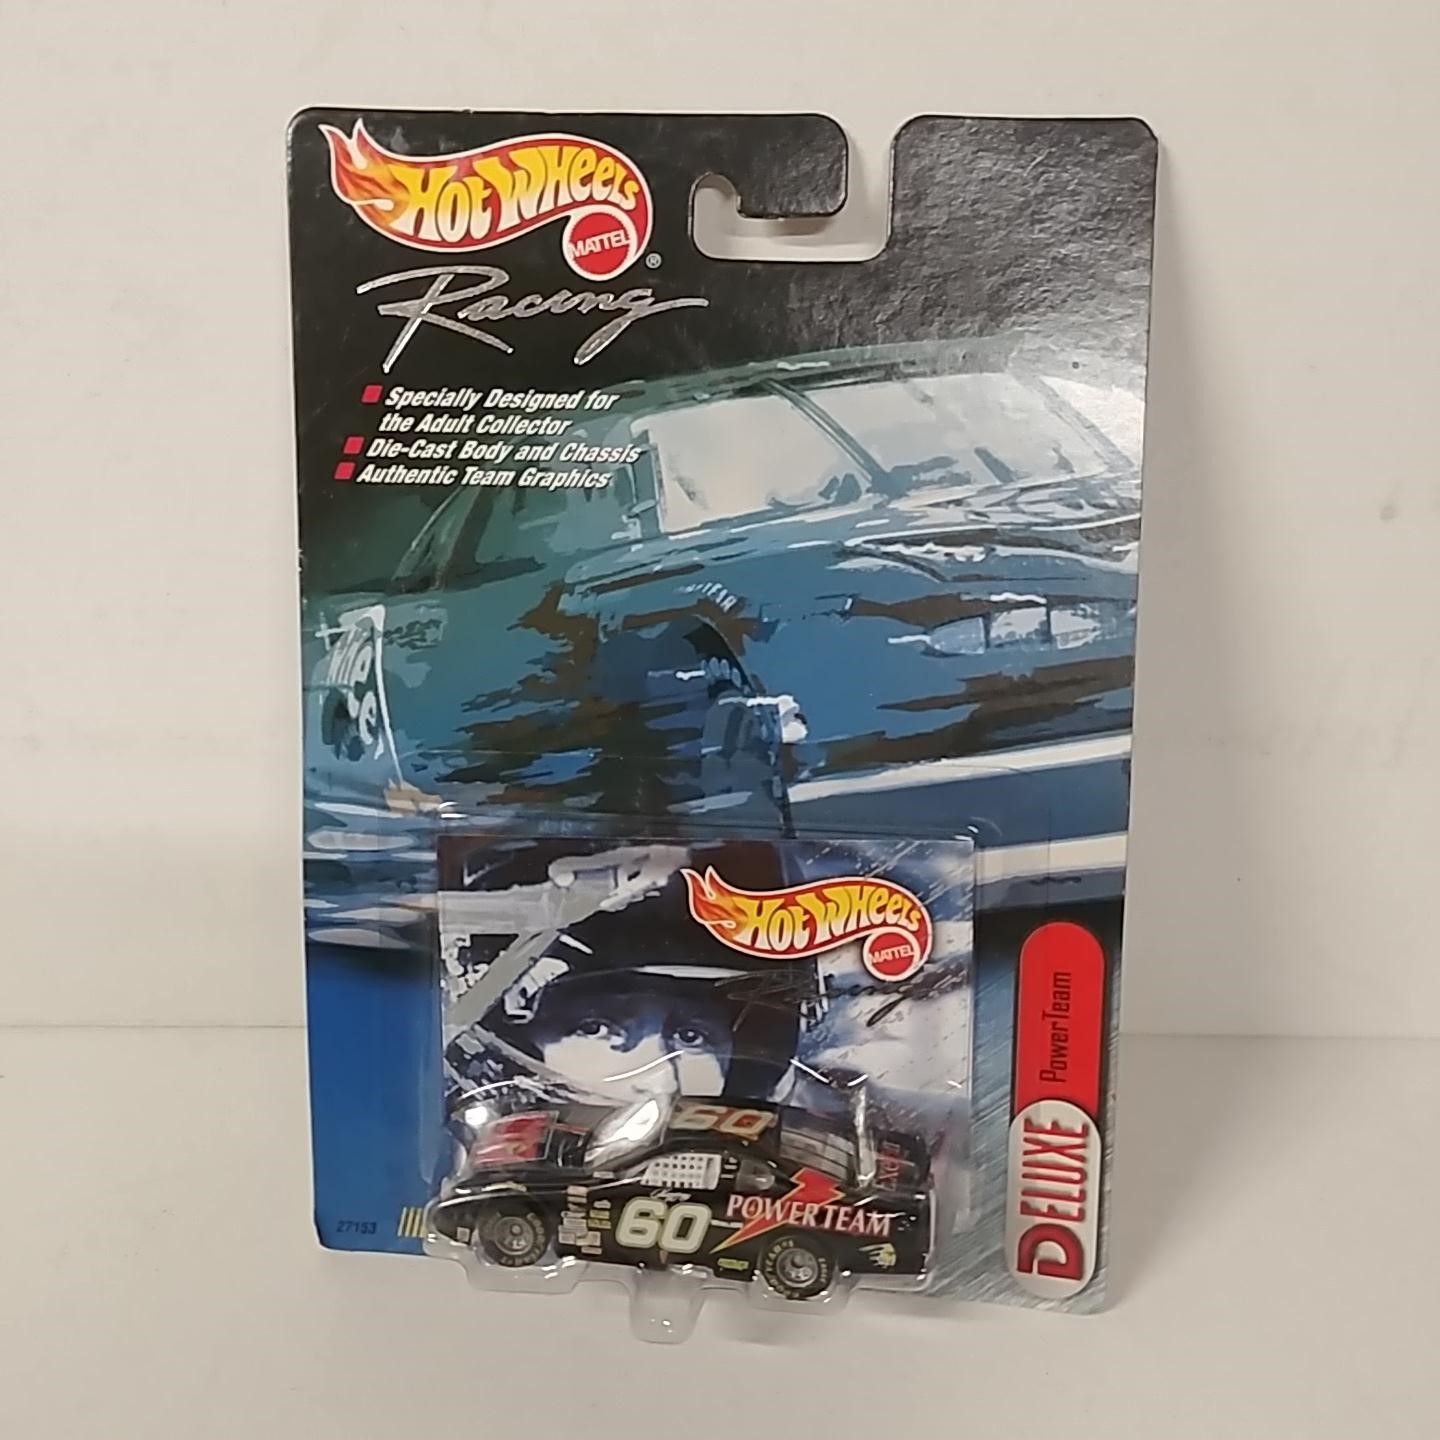 HOT WHEELS
MATTEL
®
Racing
Specially Designed for
the Adult Collector
Die-Cast Body and Chassis
Authentic Team Graphics
HOT WHEELS
MATTEL
Racing
PowerTeam
DELUXE
60
60
POWERTEAM
27153